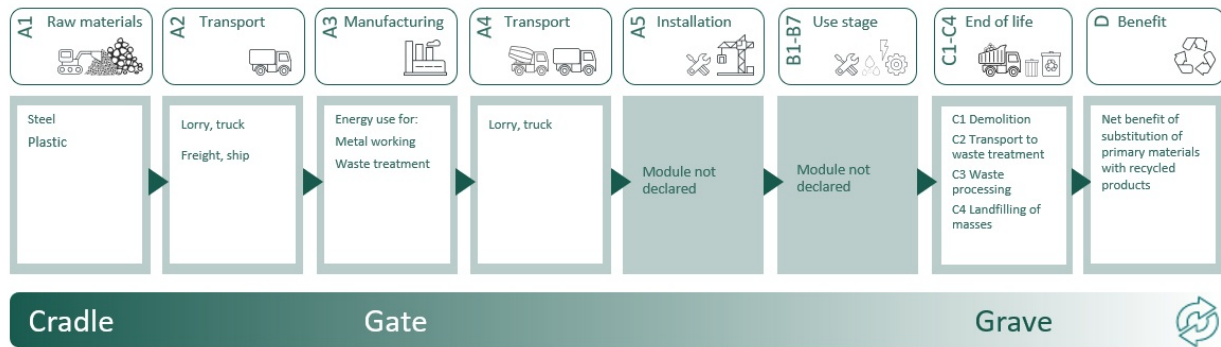 A1 Raw materials
A2 Transport
A3 Manufacturing
A4 Transport
A5 Installation
B1-B7 Use stage
C1-C4 End of life
D Benefit
Steel
Plastic
Lorry, truck
Freight, ship
Energy use for:
Metal working
Waste treatment
Lorry, truck
Module not
declared
Module not
declared
C1 Demolition
C2 Transport to
waste treatment
C3 Waste
processing
C4 Landfilling of
masses
Net benefit of
substitution of
primary materials
with recycled
products
Cradle
Gate
Grave